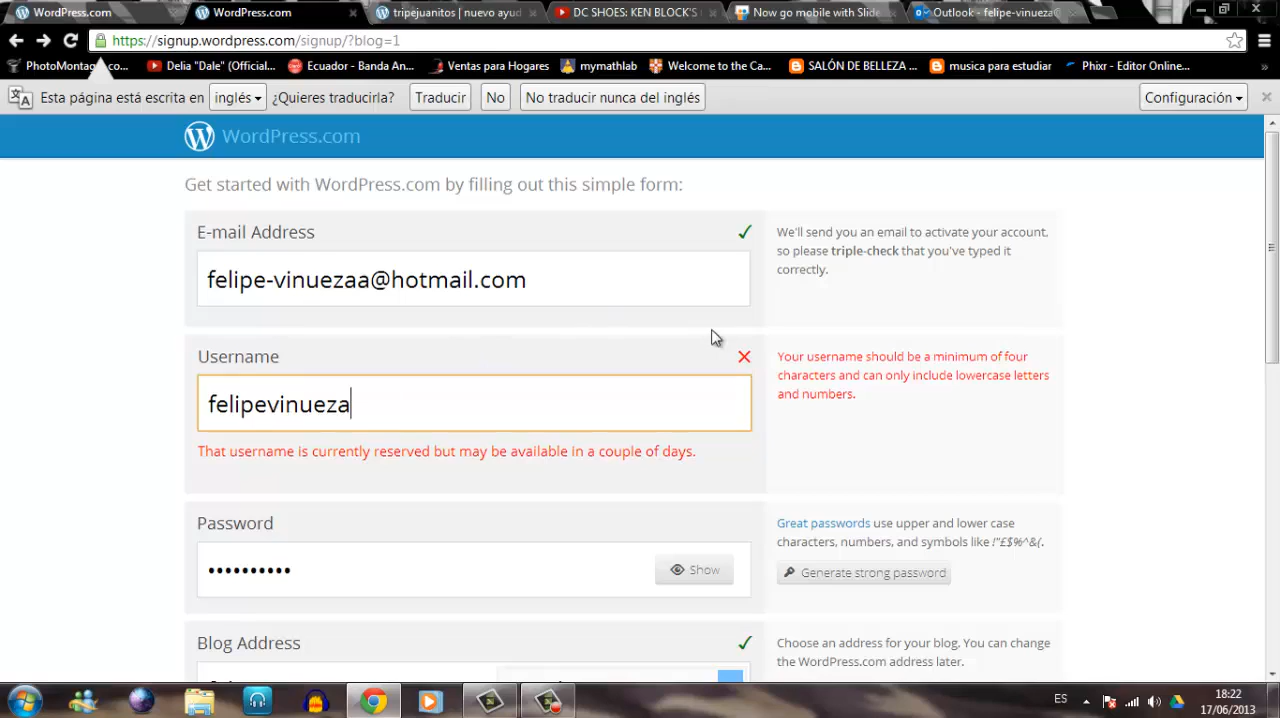 WordPress.com
WordPress.com
tripejuanitos | nuevo ayud
DC SHOES: KEN BLOCK'S
Now go mobile with Slide
Outlook - felipe-vinueza@
https://signup.wordpress.com/signup/?blog=1
PhotoMontag...co...
Delia "Dale" (Official...
Ecuador - Banda An...
Ventas para Hogares
mymathlab
Welcome to the Ca...
SALÓN DE BELLEZA ...
musica para estudiar
Phixr - Editor Online...
»
Esta página está escrita en
inglés
¿Quieres traducirla?
Traducir
No
No traducir nunca del inglés
Configuración
WordPress.com
Get started with WordPress.com by filling out this simple form:
E-mail Address
felipe-vinuezaa@hotmail.com
We'll send you an email to activate your account,
so please triple-check that you've typed it
correctly.
Username
felipevinueza
That username is currently reserved but may be available in a couple of days.
Your username should be a minimum of four
characters and can only include lowercase letters
and numbers.
Password
••••••••••
Show
Great passwords use upper and lower case
characters, numbers, and symbols like !"£$%^&(.
Generate strong password
Blog Address
Choose an address for your blog. You can change
the WordPress.com address later.
ES
18:22
17/06/2013